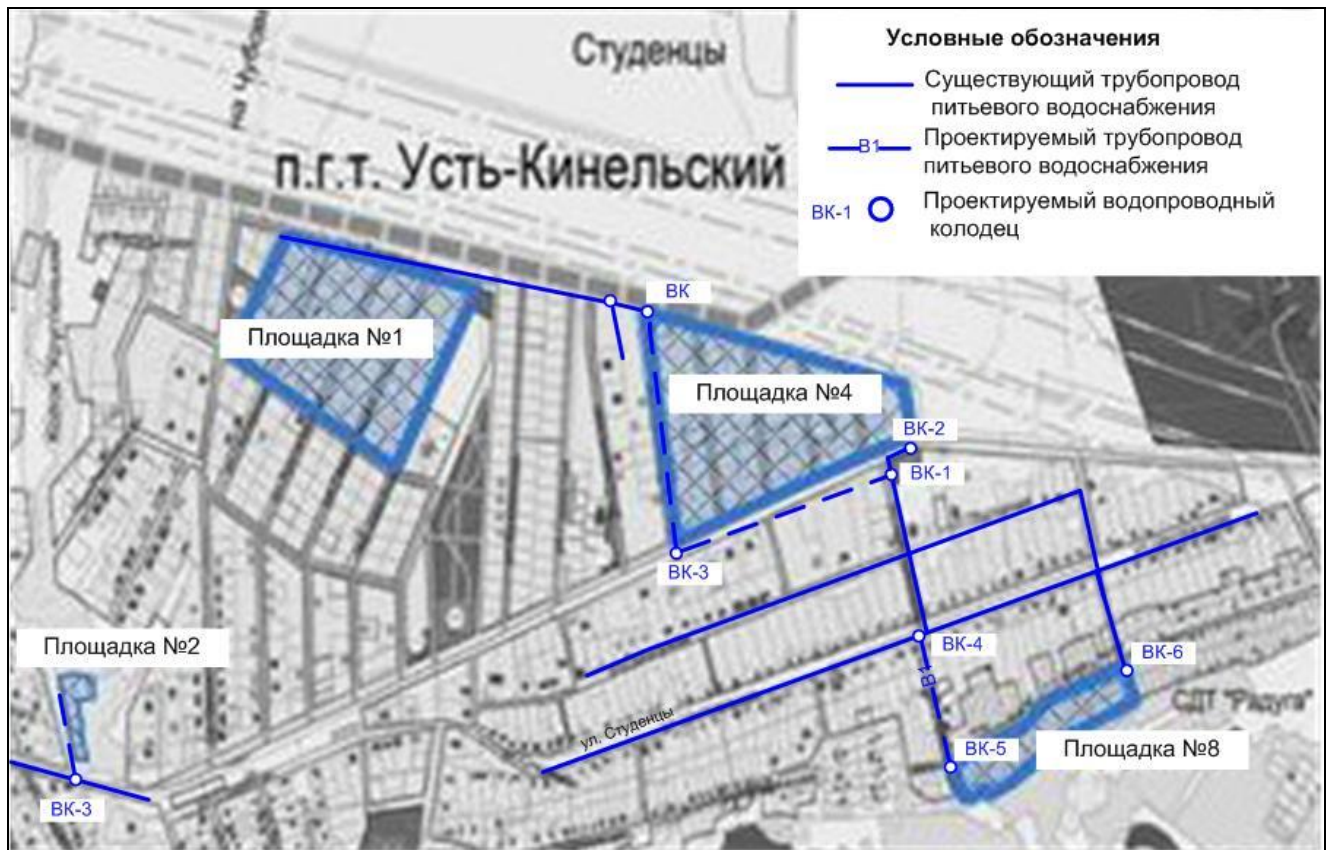 Условные обозначения
Существующий трубопровод
питьевого водоснабжения
В1
Проектируемый трубопровод
питьевого водоснабжения
ВК-1
Проектируемый водопроводный
колодец
Студенцы
на Чубовк
п.г.т. Усть-Кинельский
ВК
Площадка №1
Площадка №4
ВК-2
ВК-1
ВК-3
Площадка №2
ВК-4
ВК-6
В1
СДТ "Радуга"
ул. Студенцы
ВК-5
Площадка №8
ВК-3